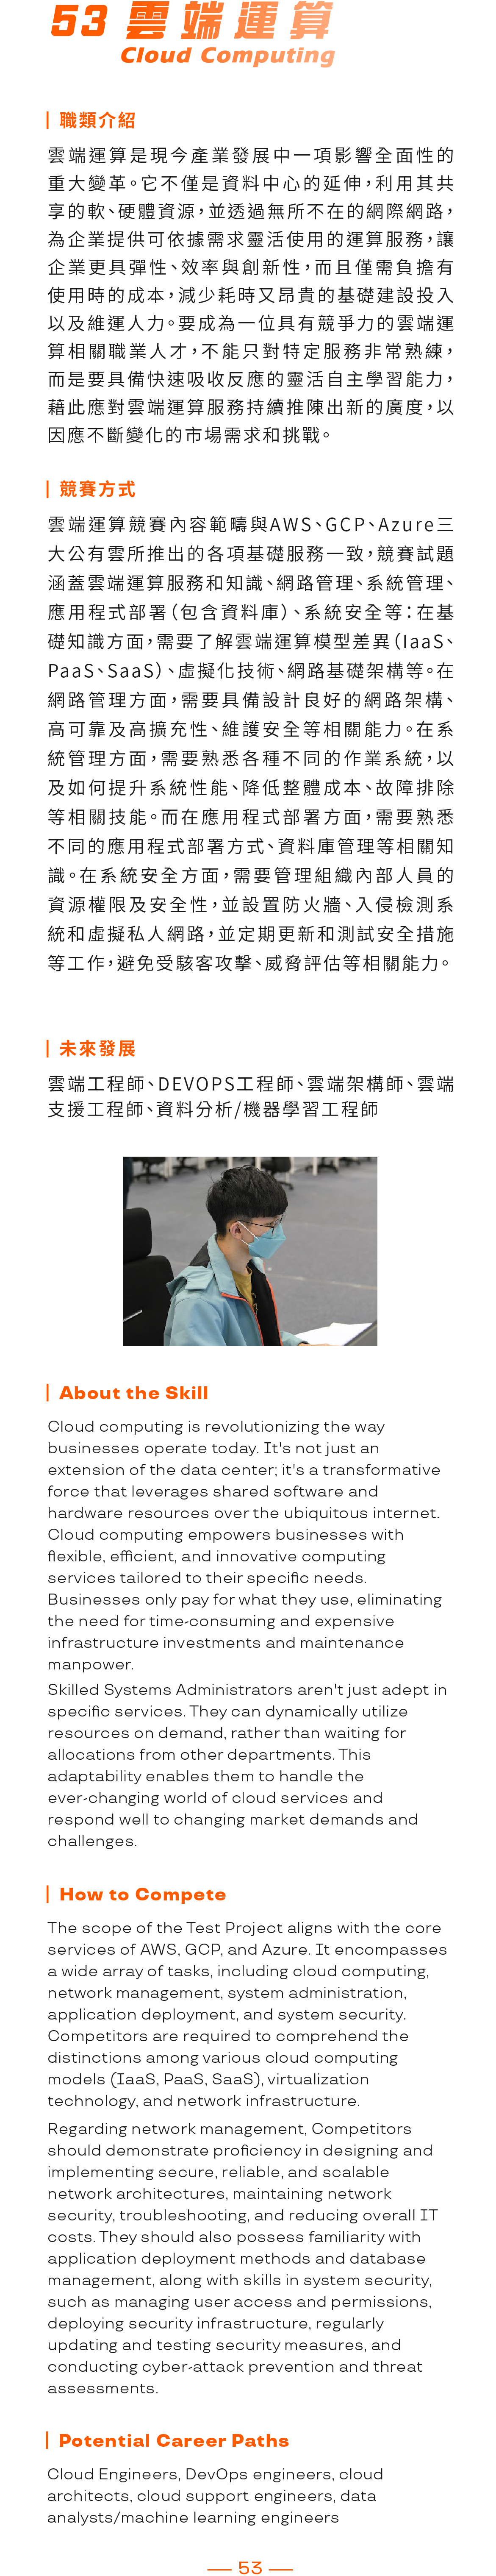 53 雲端運算
Cloud Computing
職類介紹
雲端運算是現今產業發展中一項影響全面性的
重大變革。它不僅是資料中心的延伸，利用其共
享的軟、硬體資源，並透過無所不在的網際網路，
為企業提供可依據需求靈活使用的運算服務，讓
企業更具彈性、效率與創新性，而且僅需負擔有
使用時的成本，減少耗時又昂貴的基礎建設投入
以及維運人力。要成為一位具有競爭力的雲端運
算相關職業人才，不能只對特定服務非常熟練，
而是要具備快速吸收反應的靈活自主學習能力，
藉此應對雲端運算服務持續推陳出新的廣度，以
因應不斷變化的市場需求和挑戰。
競賽方式
雲端運算競賽內容範疇與AWS、GCP、Azure三
大公有雲所推出的各項基礎服務一致，競賽試題
涵蓋雲端運算服務和知識、網路管理、系統管理、
應用程式部署（包含資料庫）、系統安全等：在基
礎知識方面，需要了解雲端運算模型差異（IaaS、
PaaS、SaaS）、虛擬化技術、網路基礎架構等。在
網路管理方面，需要具備設計良好的網路架構、
高可靠及高擴充性、維護安全等相關能力。在系
統管理方面，需要熟悉各種不同的作業系統，以
及如何提升系統性能、降低整體成本、故障排除
等相關技能。而在應用程式部署方面，需要熟悉
不同的應用程式部署方式、資料庫管理等相關知
識。在系統安全方面，需要管理組織內部人員的
資源權限及安全性，並設置防火牆、入侵檢測系
統和虛擬私人網路，並定期更新和測試安全措施
等工作，避免受駭客攻擊、威脅評估等相關能力。
未來發展
雲端工程師、DEVOPS工程師、雲端架構師、雲端
支援工程師、資料分析/機器學習工程師
About the Skill
Cloud computing is revolutionizing the way
businesses operate today. It's not just an
extension of the data center; it's a transformative
force that leverages shared software and
hardware resources over the ubiquitous internet.
Cloud computing empowers businesses with
flexible, efficient, and innovative computing
services tailored to their specific needs.
Businesses only pay for what they use, eliminating
the need for time-consuming and expensive
infrastructure investments and maintenance
manpower.
Skilled Systems Administrators aren't just adept in
specific services. They can dynamically utilize
resources on demand, rather than waiting for
allocations from other departments. This
adaptability enables them to handle the
ever-changing world of cloud services and
respond well to changing market demands and
challenges.
How to Compete
The scope of the Test Project aligns with the core
services of AWS, GCP, and Azure. It encompasses
a wide array of tasks, including cloud computing,
network management, system administration,
application deployment, and system security.
Competitors are required to comprehend the
distinctions among various cloud computing
models (IaaS, PaaS, SaaS), virtualization
technology, and network infrastructure.
Regarding network management, Competitors
should demonstrate proficiency in designing and
implementing secure, reliable, and scalable
network architectures, maintaining network
security, troubleshooting, and reducing overall IT
costs. They should also possess familiarity with
application deployment methods and database
management, along with skills in system security,
such as managing user access and permissions,
deploying security infrastructure, regularly
updating and testing security measures, and
conducting cyber-attack prevention and threat
assessments.
Potential Career Paths
Cloud Engineers, DevOps engineers, cloud
architects, cloud support engineers, data
analysts/machine learning engineers
— 53 —